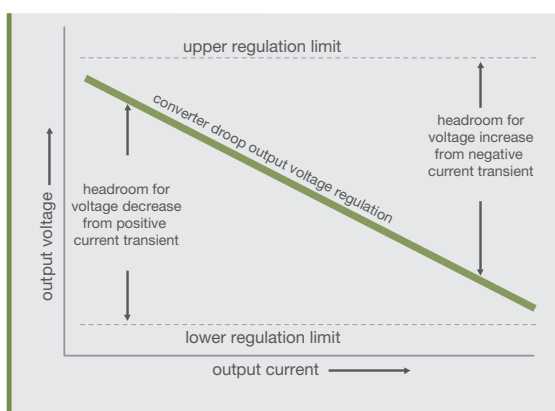 upper regulation limit
converter droop output voltage regulation
headroom for
voltage increase
from negative
current transient
headroom for
voltage decrease
from positive
current transient
output voltage
lower regulation limit
output current